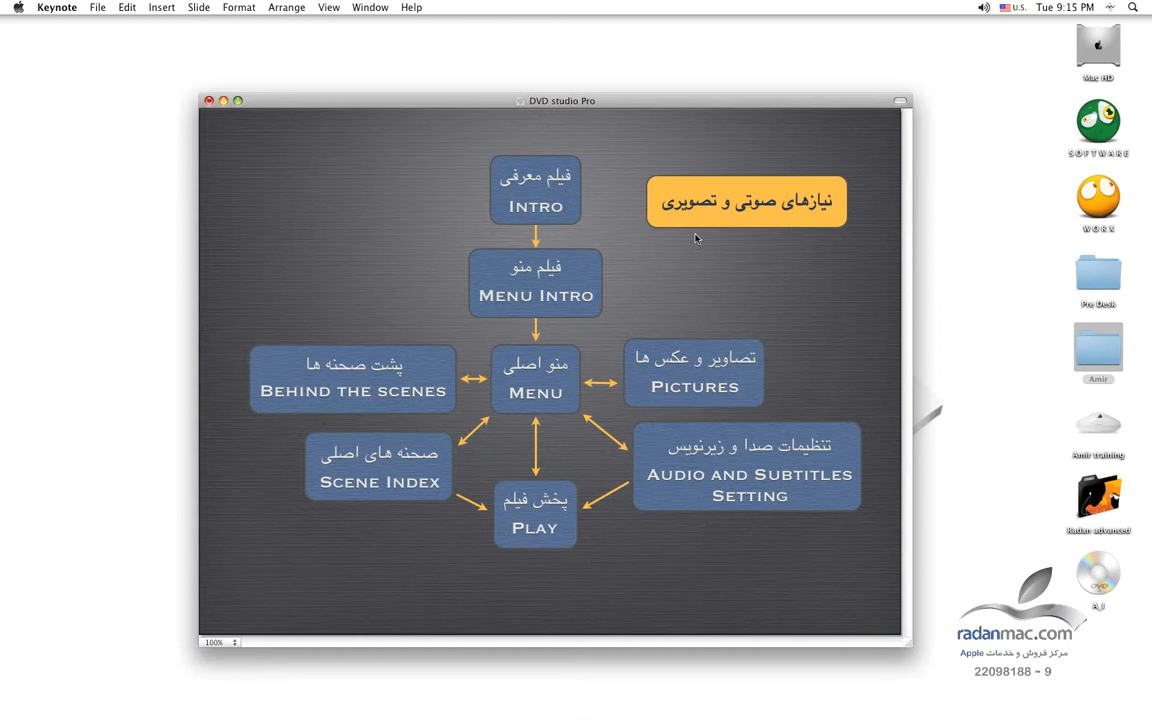 Keynote File Edit Insert Slide Format Arrange View Window Help
U.S. Tue 9:15 PM
DVD studio Pro
فیلم معرفی
INTRO
نیازهای صوتی و تصویری
فیلم منو
MENU INTRO
پشت صحنه ها
BEHIND THE SCENES
منو اصلی
MENU
تصاویر و عکس ها
PICTURES
صحنه های اصلی
SCENE INDEX
تنظیمات صدا و زیرنویس
AUDIO AND SUBTITLES
SETTING
پخش فیلم
PLAY
100%
Mac HD
SOFTWARE
WORX
Pre Desk
Amir
Amir training
Radan advanced
DVD
AJ
radanmac.com
مرکز فروش و خدمات Apple
22098188 - 9